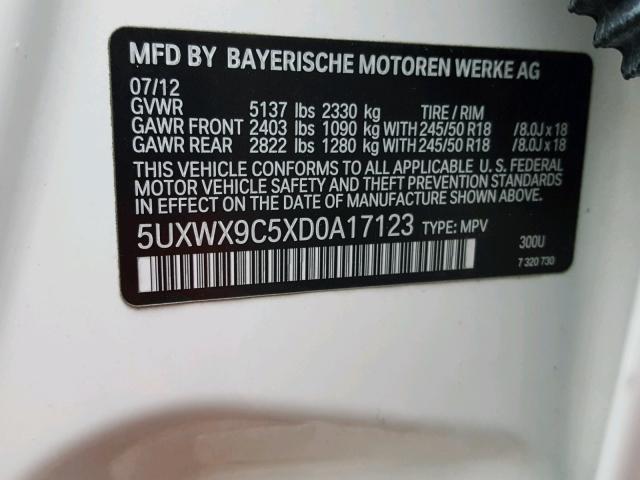 MFD BY BAYERISCHE MOTOREN WERKE AG
07/12
GVWR 5137 lbs 2330 kg TIRE / RIM
GAWR FRONT 2403 lbs 1090 kg WITH 245/50 R18 /8.0J x 18
GAWR REAR 2822 lbs 1280 kg WITH 245/50 R18 /8.0J x 18
THIS VEHICLE CONFORMS TO ALL APPLICABLE U.S. FEDERAL
MOTOR VEHICLE SAFETY AND THEFT PREVENTION STANDARDS
IN EFFECT ON THE DATE OF MANUFACTURE SHOWN ABOVE.
5UXWX9C5XD0A17123 TYPE: MPV
300U
7 320 730